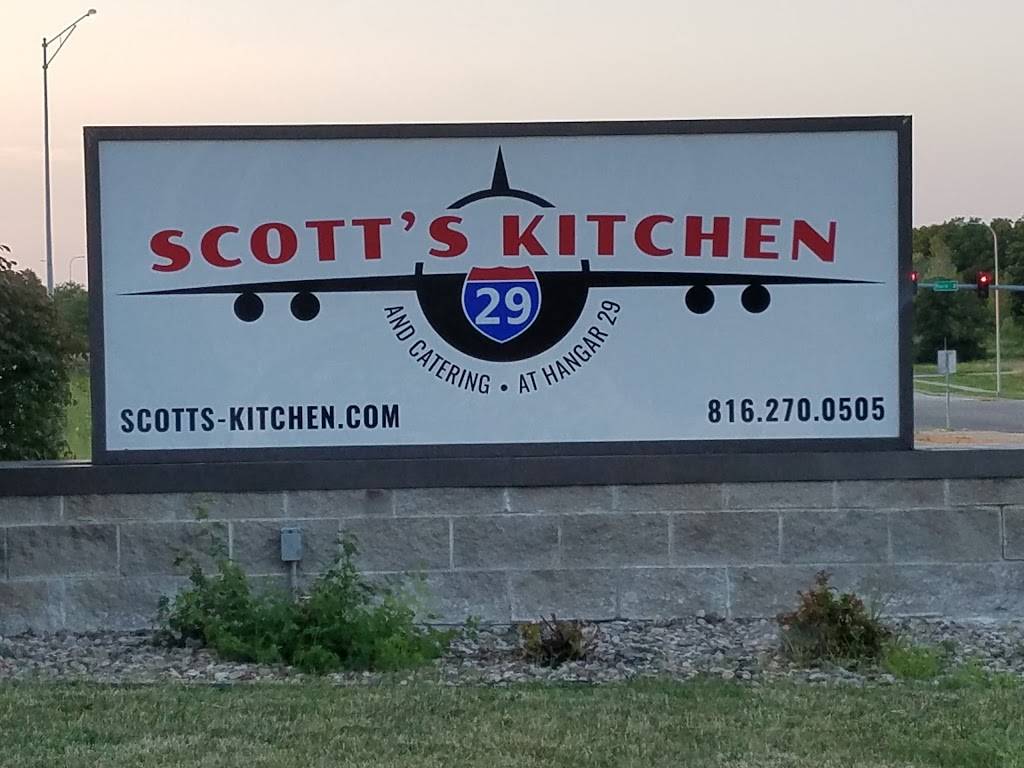 SCOTT'S KITCHEN
29
AND CATERING • AT HANGAR 29
SCOTTS-KITCHEN.COM
816.270.0505